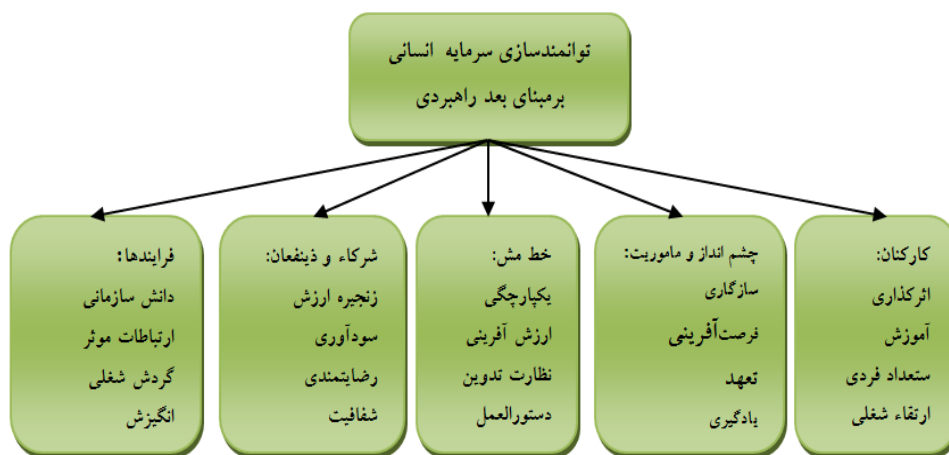 توانمندسازی سرمایه انسانی
برمبنای بعد راهبردی
کارکنان:
اثرکذاری
آموزش
ستعداد فردی
ارتقاء شغلی
چشم انداز و ماموریت:
سازگاری
فرصت‌آفرینی
تعهد
یادگیری
خط مش:
یکپارچگی
ارزش آفرینی
نظارت تدوین
دستورالعمل
شرکاء و ذینفعان:
زنجیره ارزش
سودآوری
رضایتمندی
شفافیت
فرایندها:
دانش سازمانی
ارتباطات موثر
گردش شغلی
انگیزش